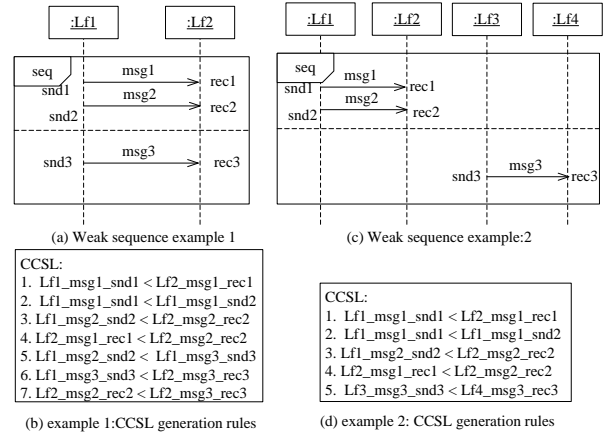 :Lf1 :Lf2
seq
msg1
snd1 rec1
msg2
snd2 rec2
msg3
snd3 rec3
(a) Weak sequence example 1
CCSL:
1. Lf1_msg1_snd1 < Lf2_msg1_rec1
2. Lf1_msg1_snd1 < Lf1_msg1_snd2
3. Lf1_msg2_snd2 < Lf2_msg2_rec2
4. Lf2_msg1_rec1 < Lf2_msg2_rec2
5. Lf1_msg2_snd2 < Lf1_msg3_snd3
6. Lf1_msg3_snd3 < Lf2_msg3_rec3
7. Lf2_msg2_rec2 < Lf2_msg3_rec3
(b) example 1:CCSL generation rules
:Lf1 :Lf2 :Lf3 :Lf4
seq
msg1
snd1 rec1
msg2
snd2 rec2
msg3
snd3 rec3
(c) Weak sequence example:2
CCSL:
1. Lf1_msg1_snd1 < Lf2_msg1_rec1
2. Lf1_msg1_snd1 < Lf1_msg1_snd2
3. Lf1_msg2_snd2 < Lf2_msg2_rec2
4. Lf2_msg1_rec1 < Lf2_msg2_rec2
5. Lf3_msg3_snd3 < Lf4_msg3_rec3
(d) example 2: CCSL generation rules